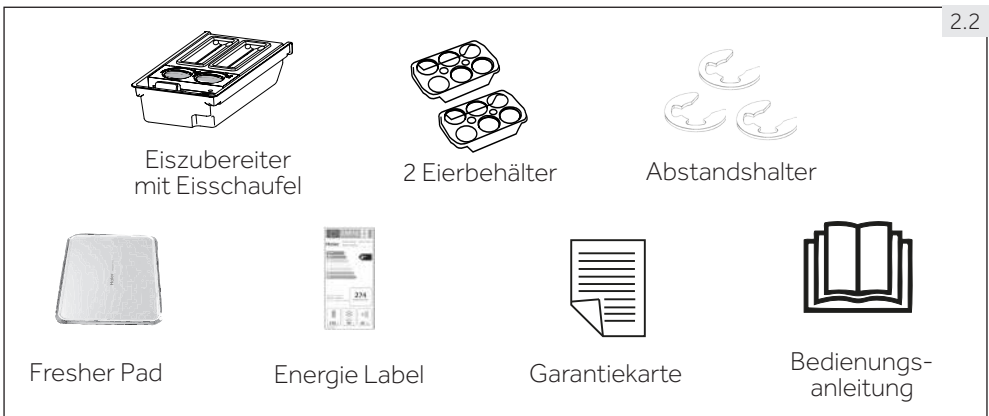 2.2
Eiszubereiter
mit Eisschaufel
2 Eierbehälter
Abstandshalter
Fresher Pad
Energie Label
Garantiekarte
Bedienungs-
anleitung